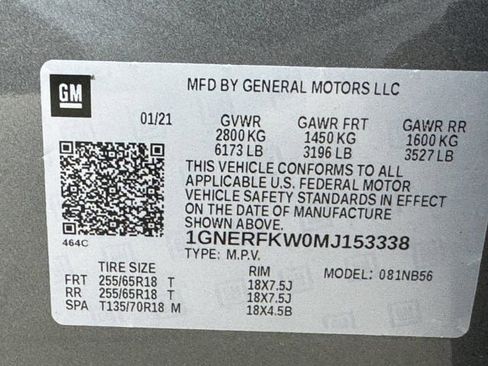 GM
MFD BY GENERAL MOTORS LLC
01/21 GVWR GAWR FRT GAWR RR
2800 KG 1450 KG 1600 KG
6173 LB 3196 LB 3527 LB
THIS VEHICLE CONFORMS TO ALL
APPLICABLE U.S. FEDERAL MOTOR
VEHICLE SAFETY STANDARDS IN EFFECT
ON THE DATE OF MANUFACTURE
SHOWN ABOVE.
464C
1GNERFKW0MJ153338
TYPE: M.P.V. MODEL: 081NB56
TIRE SIZE RIM
FRT 255/65R18 T 18X7.5J
RR 255/65R18 T 18X7.5J
SPA T135/70R18 M 18X4.5B